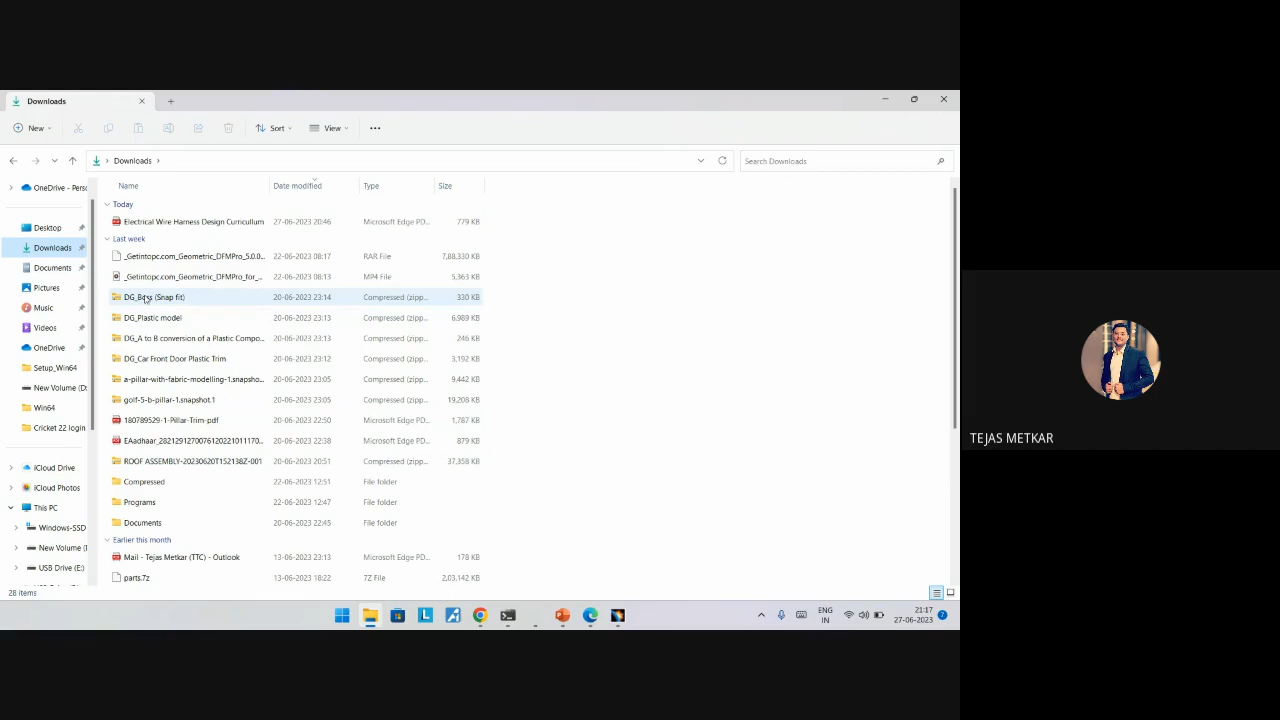 Downloads
New
Sort
View
Downloads
Search Downloads
OneDrive - Pers
Desktop
Downloads
Documents
Pictures
Music
Videos
OneDrive
Setup_Win64
New Volume (D:
Win64
Cricket 22 login
iCloud Drive
iCloud Photos
This PC
Windows-SSD
New Volume (
USB Drive (E:)
Name Date modified Type Size
Today
Electrical Wire Harness Design Curricullum 27-06-2023 20:46 Microsoft Edge PD... 779 KB
Last week
_Getintopc.com_Geometric_DFMPro_5.0.0... 22-06-2023 08:17 RAR File 7,88,330 KB
_Getintopc.com_Geometric_DFMPro_for_... 22-06-2023 08:13 MP4 File 5,363 KB
DG_Boss (Snap fit) 20-06-2023 23:14 Compressed (zipp... 330 KB
DG_Plastic model 20-06-2023 23:13 Compressed (zipp... 6,989 KB
DG_A to B conversion of a Plastic Compo... 20-06-2023 23:13 Compressed (zipp... 246 KB
DG_Car Front Door Plastic Trim 20-06-2023 23:12 Compressed (zipp... 3,192 KB
a-pillar-with-fabric-modelling-1.snapsho... 20-06-2023 23:05 Compressed (zipp... 9,442 KB
golf-5-b-pillar-1.snapshot.1 20-06-2023 23:05 Compressed (zipp... 19,208 KB
180789529-1-Pillar-Trim-pdf 20-06-2023 22:50 Microsoft Edge PD... 1,787 KB
EAadhaar_2821291270076120221011170... 20-06-2023 22:38 Microsoft Edge PD... 879 KB
ROOF ASSEMBLY-20230620T152138Z-001 20-06-2023 20:51 Compressed (zipp... 37,358 KB
Compressed 22-06-2023 12:51 File folder
Programs 22-06-2023 12:47 File folder
Documents 20-06-2023 22:45 File folder
Earlier this month
Mail - Tejas Metkar (TTC) - Outlook 13-06-2023 23:13 Microsoft Edge PD... 178 KB
parts.7z 13-06-2023 18:22 7Z File 2,03,142 KB
28 items
ENG
IN
21:17
27-06-2023
TEJAS METKAR